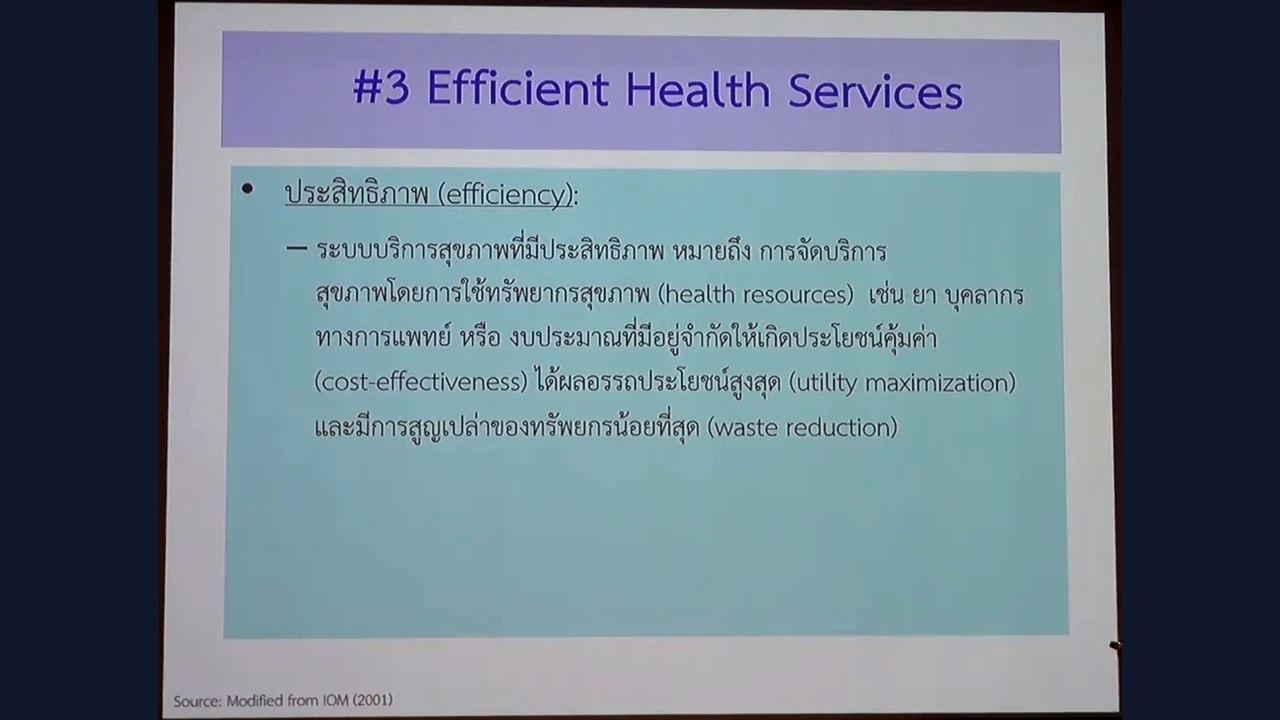 #3 Efficient Health Services
• ประสิทธิภาพ (efficiency):
– ระบบบริการสุขภาพที่มีประสิทธิภาพ หมายถึง การจัดบริการ
สุขภาพโดยการใช้ทรัพยากรสุขภาพ (health resources) เช่น ยา บุคลากร
ทางการแพทย์ หรือ งบประมาณที่มีอยู่จำกัดให้เกิดประโยชน์คุ้มค่า
(cost-effectiveness) ได้ผลอรรถประโยชน์สูงสุด (utility maximization)
และมีการสูญเปล่าของทรัพยกรน้อยที่สุด (waste reduction)
Source: Modified from IOM (2001)